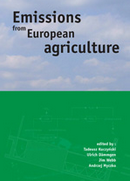 Emissions
from European
agriculture
edited by:
Tadeusz Kuczyński
Ulrich Dämmgen
Jim Webb
Andrzej Myczko